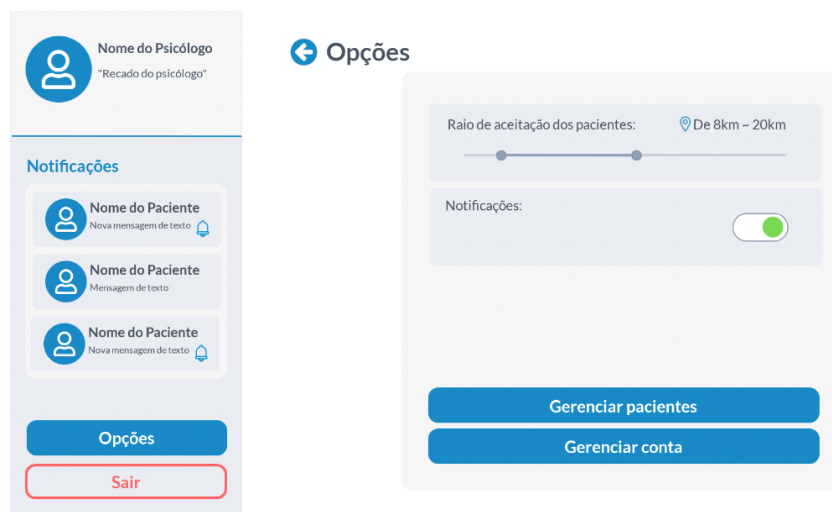 Nome do Psicólogo
"Recado do psicólogo"
Notificações
Nome do Paciente
Nova mensagem de texto
Nome do Paciente
Mensagem de texto
Nome do Paciente
Nova mensagem de texto
Opções
Sair
Opções
Raio de aceitação dos pacientes: De 8km ~ 20km
Notificações:
Gerenciar pacientes
Gerenciar conta